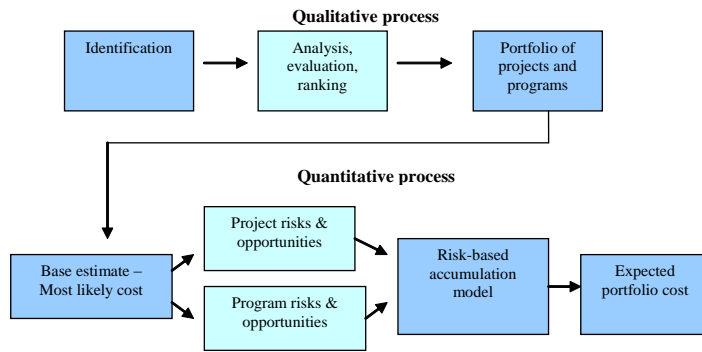 Qualitative process
Identification
Analysis,
evaluation,
ranking
Portfolio of
projects and
programs
Quantitative process
Project risks &
opportunities
Base estimate –
Most likely cost
Program risks &
opportunities
Risk-based
accumulation
model
Expected
portfolio cost